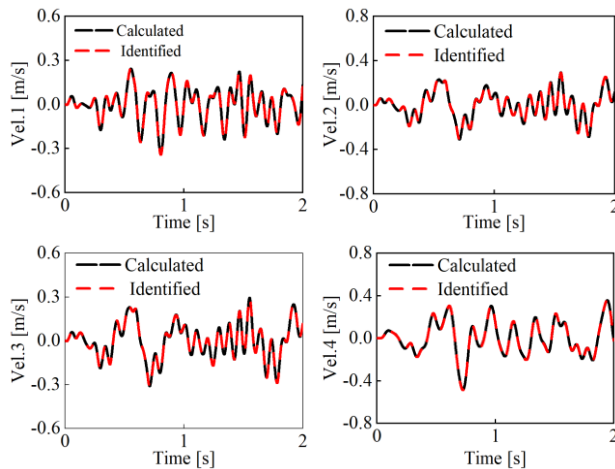 0.6
Calculated
Identified
0.3
0.0
-0.3
-0.6
Vel.1 [m/s]
0
1
2
Time [s]
0.8
Calculated
Identified
0.4
0.0
-0.4
-0.8
Vel.2 [m/s]
0
1
2
Time [s]
0.6
Calculated
Identified
0.3
0.0
-0.3
-0.6
Vel.3 [m/s]
0
1
2
Time [s]
0.8
Calculated
Identified
0.4
0.0
-0.4
-0.8
Vel.4 [m/s]
0
1
2
Time [s]